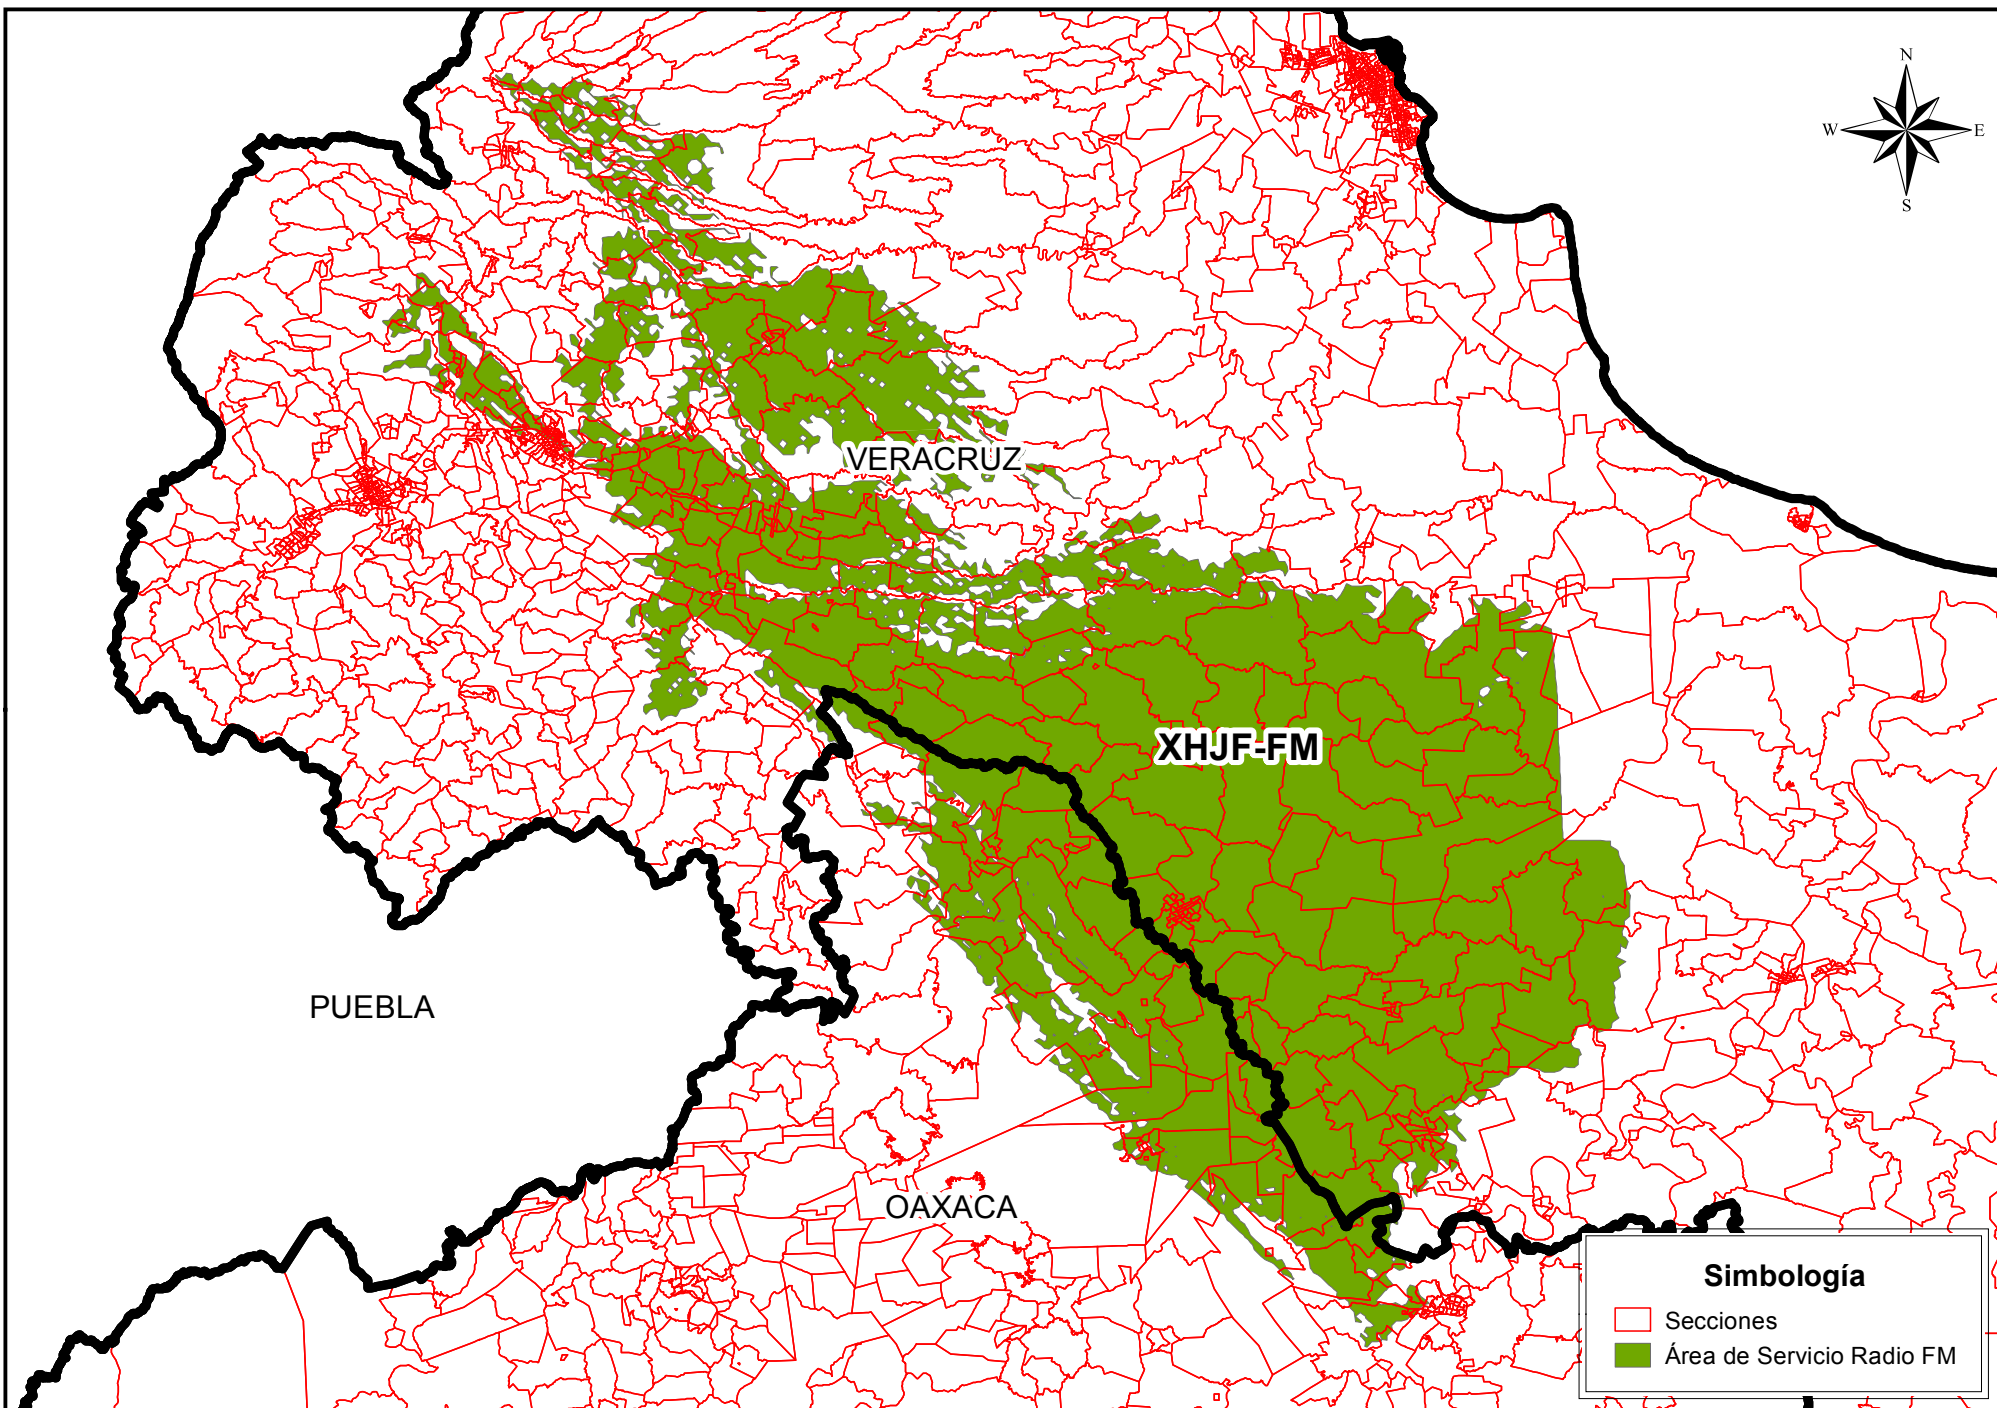 N
W
E
S
VERACRUZ
XHJF-FM
PUEBLA
OAXACA
Simbología
Secciones
Área de Servicio Radio FM